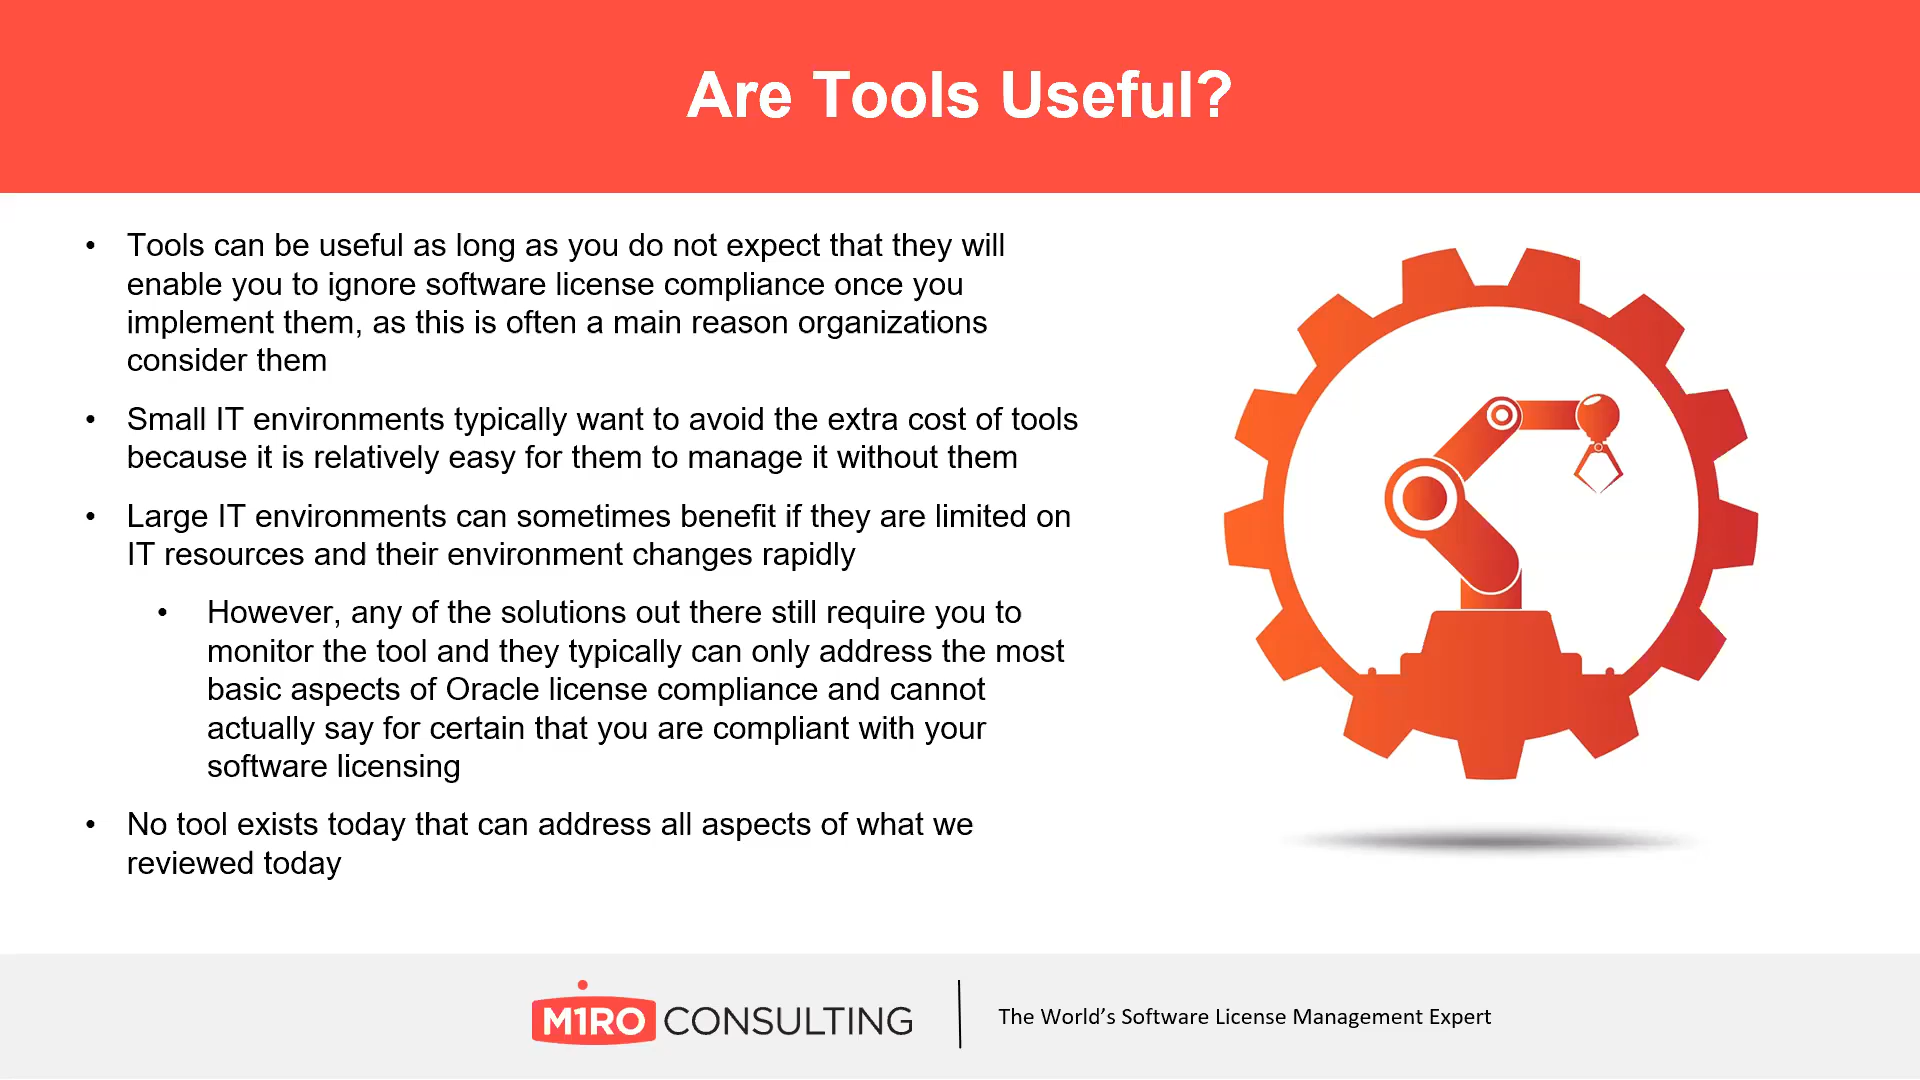 Are Tools Useful?
• Tools can be useful as long as you do not expect that they will
enable you to ignore software license compliance once you
implement them, as this is often a main reason organizations
consider them
• Small IT environments typically want to avoid the extra cost of tools
because it is relatively easy for them to manage it without them
• Large IT environments can sometimes benefit if they are limited on
IT resources and their environment changes rapidly
• However, any of the solutions out there still require you to
monitor the tool and they typically can only address the most
basic aspects of Oracle license compliance and cannot
actually say for certain that you are compliant with your
software licensing
• No tool exists today that can address all aspects of what we
reviewed today
M1RO CONSULTING
The World’s Software License Management Expert